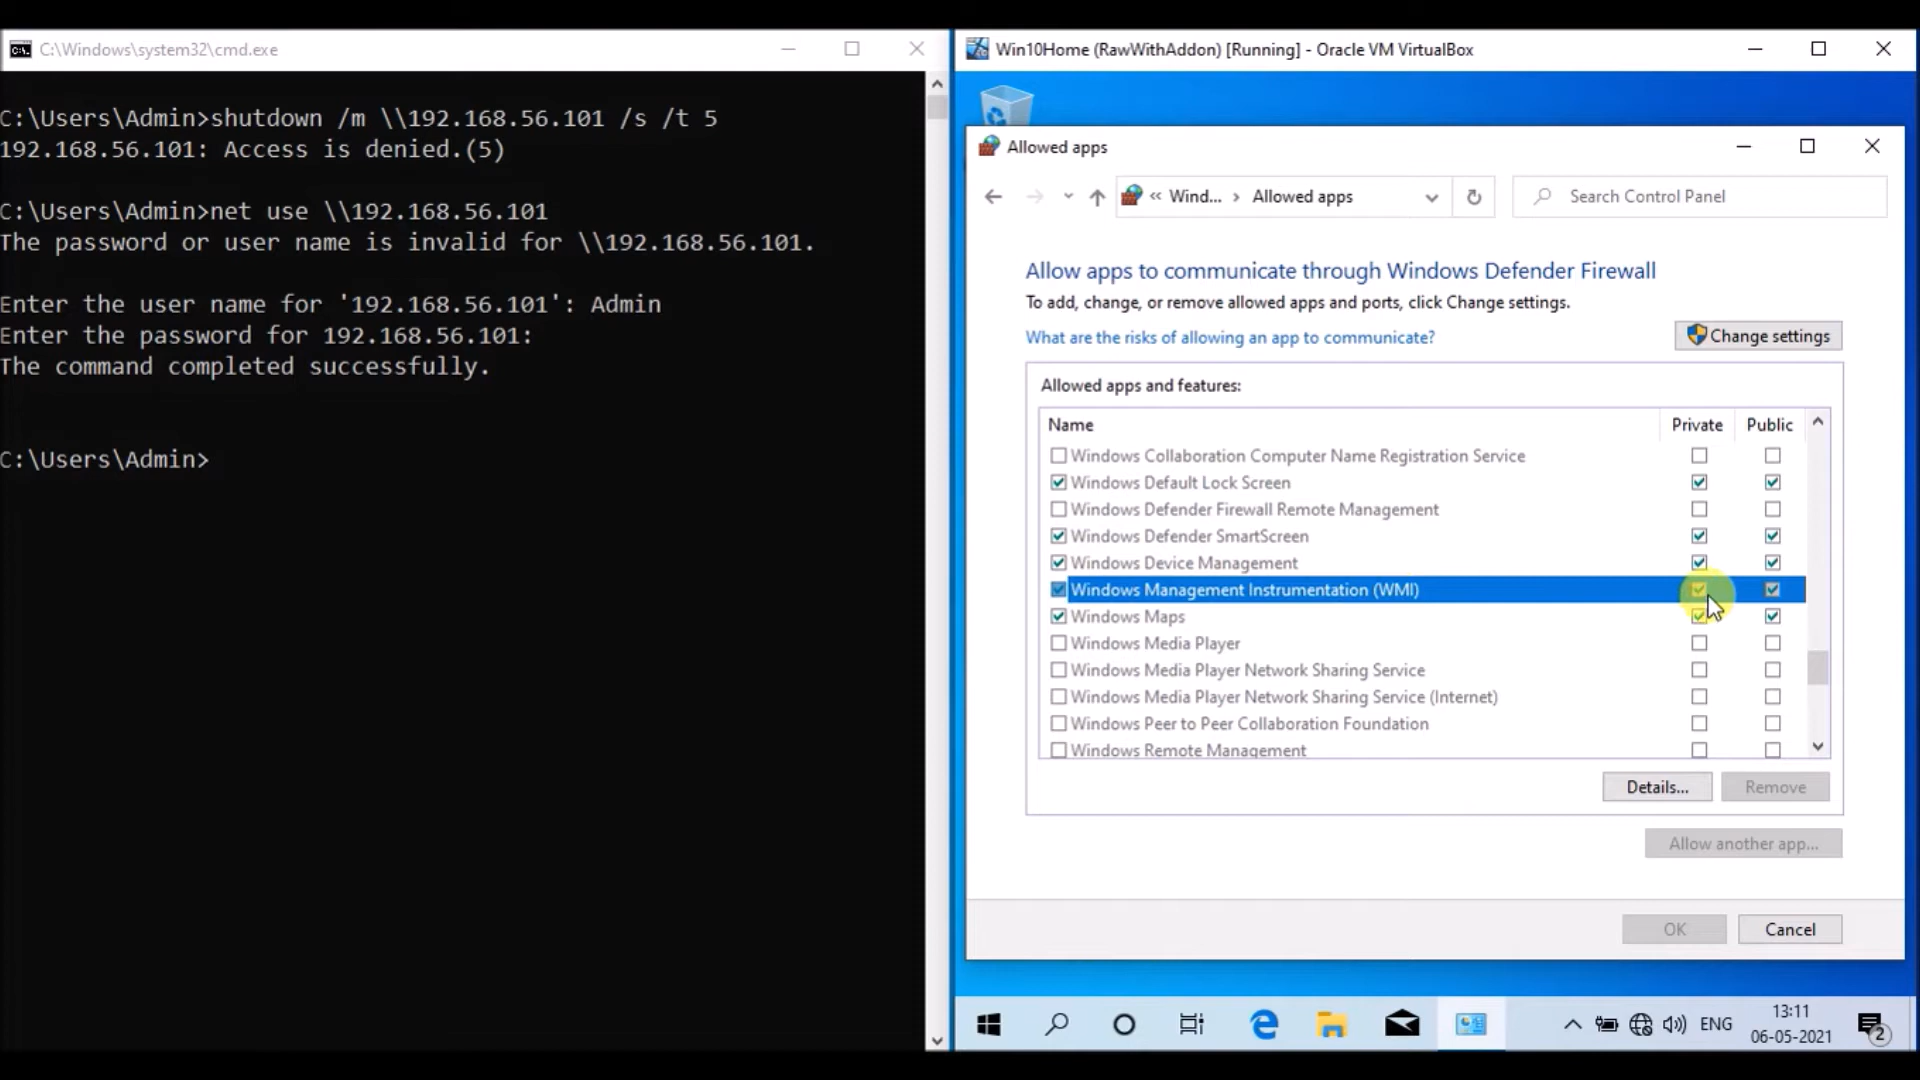 C:\Windows\system32\cmd.exe
C:\Users\Admin>shutdown /m \\192.168.56.101 /s /t 5
192.168.56.101: Access is denied.(5)
C:\Users\Admin>net use \\192.168.56.101
The password or user name is invalid for \\192.168.56.101.
Enter the user name for '192.168.56.101': Admin
Enter the password for 192.168.56.101:
The command completed successfully.
C:\Users\Admin>
Win10Home (RawWithAddon) [Running] - Oracle VM VirtualBox
Allowed apps
« Wind... › Allowed apps
Search Control Panel
Allow apps to communicate through Windows Defender Firewall
To add, change, or remove allowed apps and ports, click Change settings.
What are the risks of allowing an app to communicate?
Change settings
Allowed apps and features:
Name Private Public
Windows Collaboration Computer Name Registration Service
Windows Default Lock Screen
Windows Defender Firewall Remote Management
Windows Defender SmartScreen
Windows Device Management
Windows Management Instrumentation (WMI)
Windows Maps
Windows Media Player
Windows Media Player Network Sharing Service
Windows Media Player Network Sharing Service (Internet)
Windows Peer to Peer Collaboration Foundation
Windows Remote Management
Details... Remove
Allow another app...
OK Cancel
ENG
13:11
06-05-2021
2